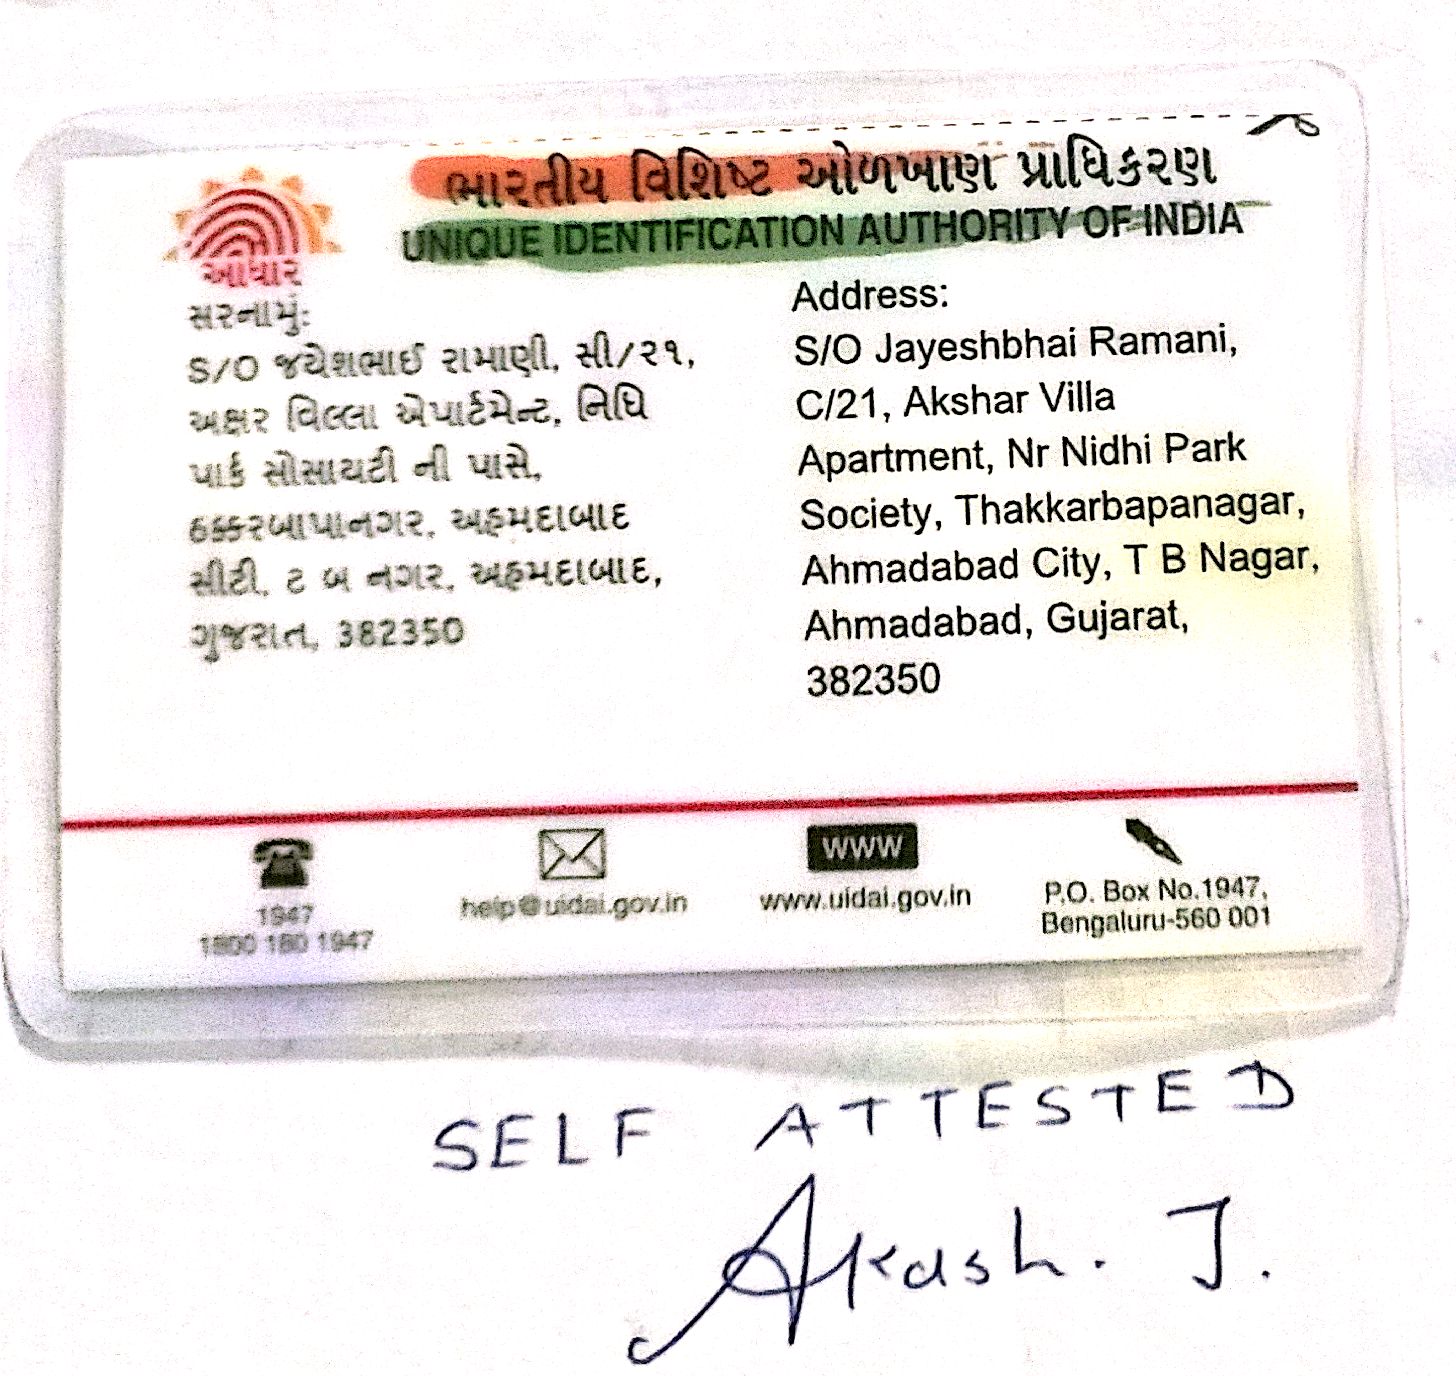 ભારતીય વિશિષ્ટ ઓળખાણ પ્રાધિકરણ
UNIQUE IDENTIFICATION AUTHORITY OF INDIA
આધાર
સરનામું:
S/O જયેશભાઈ રામાણી, સી/૨૧,
અક્ષર વિલ્લા એપાર્ટમેન્ટ, નિધિ
પાર્ક સોસાયટી ની પાસે,
ઠક્કરબાપાનગર, અહમદાબાદ
સીટી, ટ બ નગર, અહમદાબાદ,
ગુજરાત, 382350
Address:
S/O Jayeshbhai Ramani,
C/21, Akshar Villa
Apartment, Nr Nidhi Park
Society, Thakkarbapanagar,
Ahmadabad City, T B Nagar,
Ahmadabad, Gujarat,
382350
1947
1800 180 1947
help@uidai.gov.in
WWW
www.uidai.gov.in
P.O. Box No.1947,
Bengaluru-560 001
SELF ATTESTED
Akash. J.